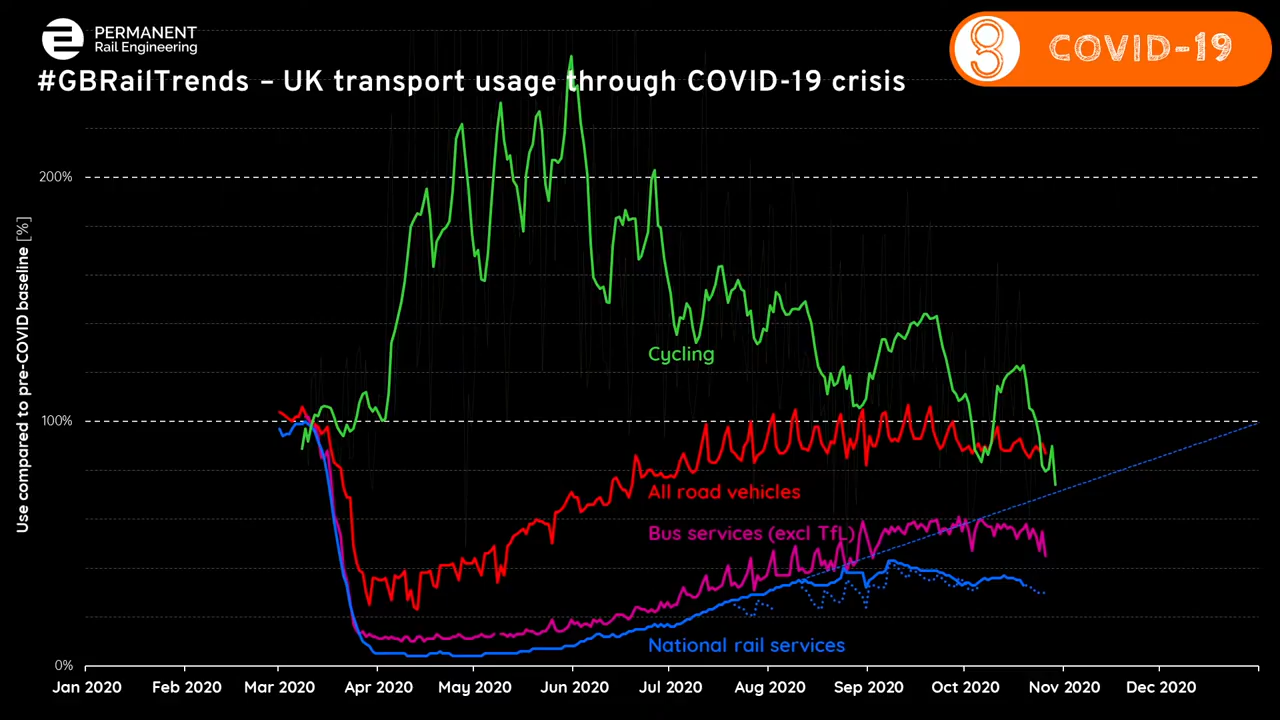 PERMANENT
Rail Engineering
COVID-19
#GBRailTrends – UK transport usage through COVID-19 crisis
Use compared to pre-COVID baseline [%]
200%
100%
0%
Cycling
All road vehicles
Bus services (excl TfL)
National rail services
Jan 2020 Feb 2020 Mar 2020 Apr 2020 May 2020 Jun 2020 Jul 2020 Aug 2020 Sep 2020 Oct 2020 Nov 2020 Dec 2020